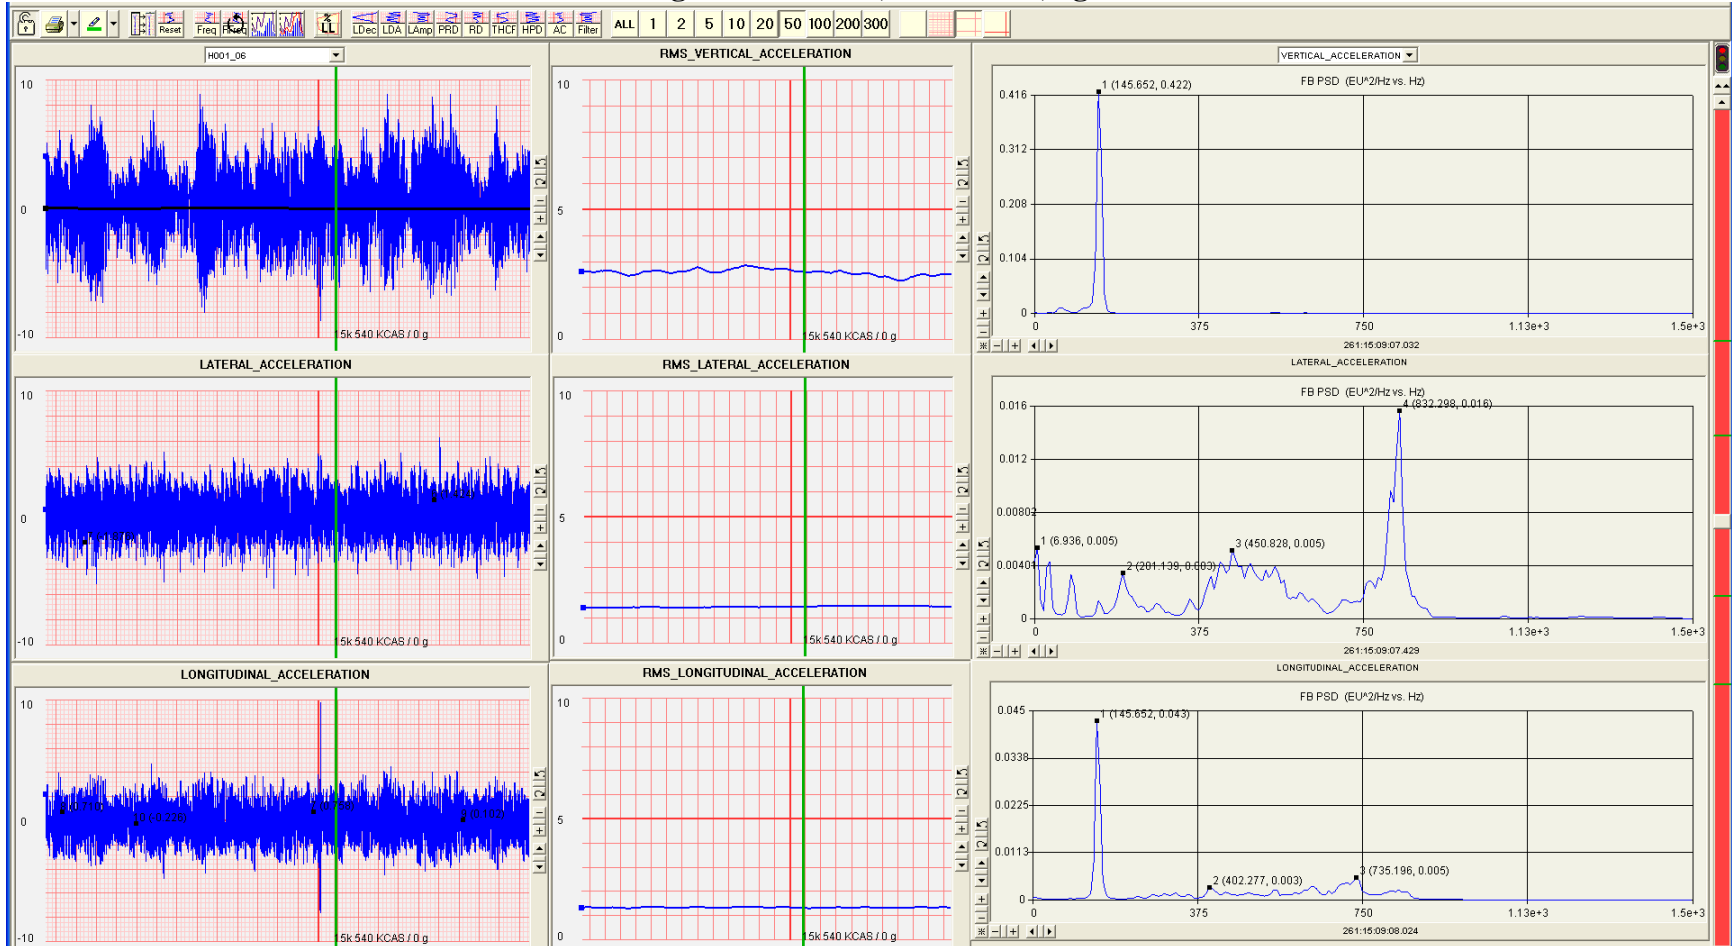 Reset Freq LL LDec LDA LAmp PRD RD THCF HPD AC Filter ALL 1 2 5 10 20 50 100 200 300
H001_06
10
0
-10
15k 540 KCAS / 0 g
RMS_VERTICAL_ACCELERATION
10
5
0
15k 540 KCAS / 0 g
VERTICAL_ACCELERATION
FB PSD (EU^2/Hz vs. Hz)
1 (145.652, 0.422)
0.416
0.312
0.208
0.104
0
0 375 750 1.13e+3 1.5e+3
261:15:09:07.032
LATERAL_ACCELERATION
10
0
-10
15k 540 KCAS / 0 g
RMS_LATERAL_ACCELERATION
10
5
0
15k 540 KCAS / 0 g
LATERAL_ACCELERATION
FB PSD (EU^2/Hz vs. Hz)
4 (832.298, 0.016)
0.016
0.012
0.00802
1 (6.936, 0.005)
3 (450.828, 0.005)
0.00401
2 (201.139, 0.003)
0
0 375 750 1.13e+3 1.5e+3
261:15:09:07.429
LONGITUDINAL_ACCELERATION
10
0
10 (-0.226)
-10
15k 540 KCAS / 0 g
RMS_LONGITUDINAL_ACCELERATION
10
5
0
15k 540 KCAS / 0 g
LONGITUDINAL_ACCELERATION
FB PSD (EU^2/Hz vs. Hz)
1 (145.652, 0.043)
0.045
0.0338
0.0225
0.0113
3 (735.196, 0.005)
2 (402.277, 0.003)
0
0 375 750 1.13e+3 1.5e+3
261:15:09:08.024